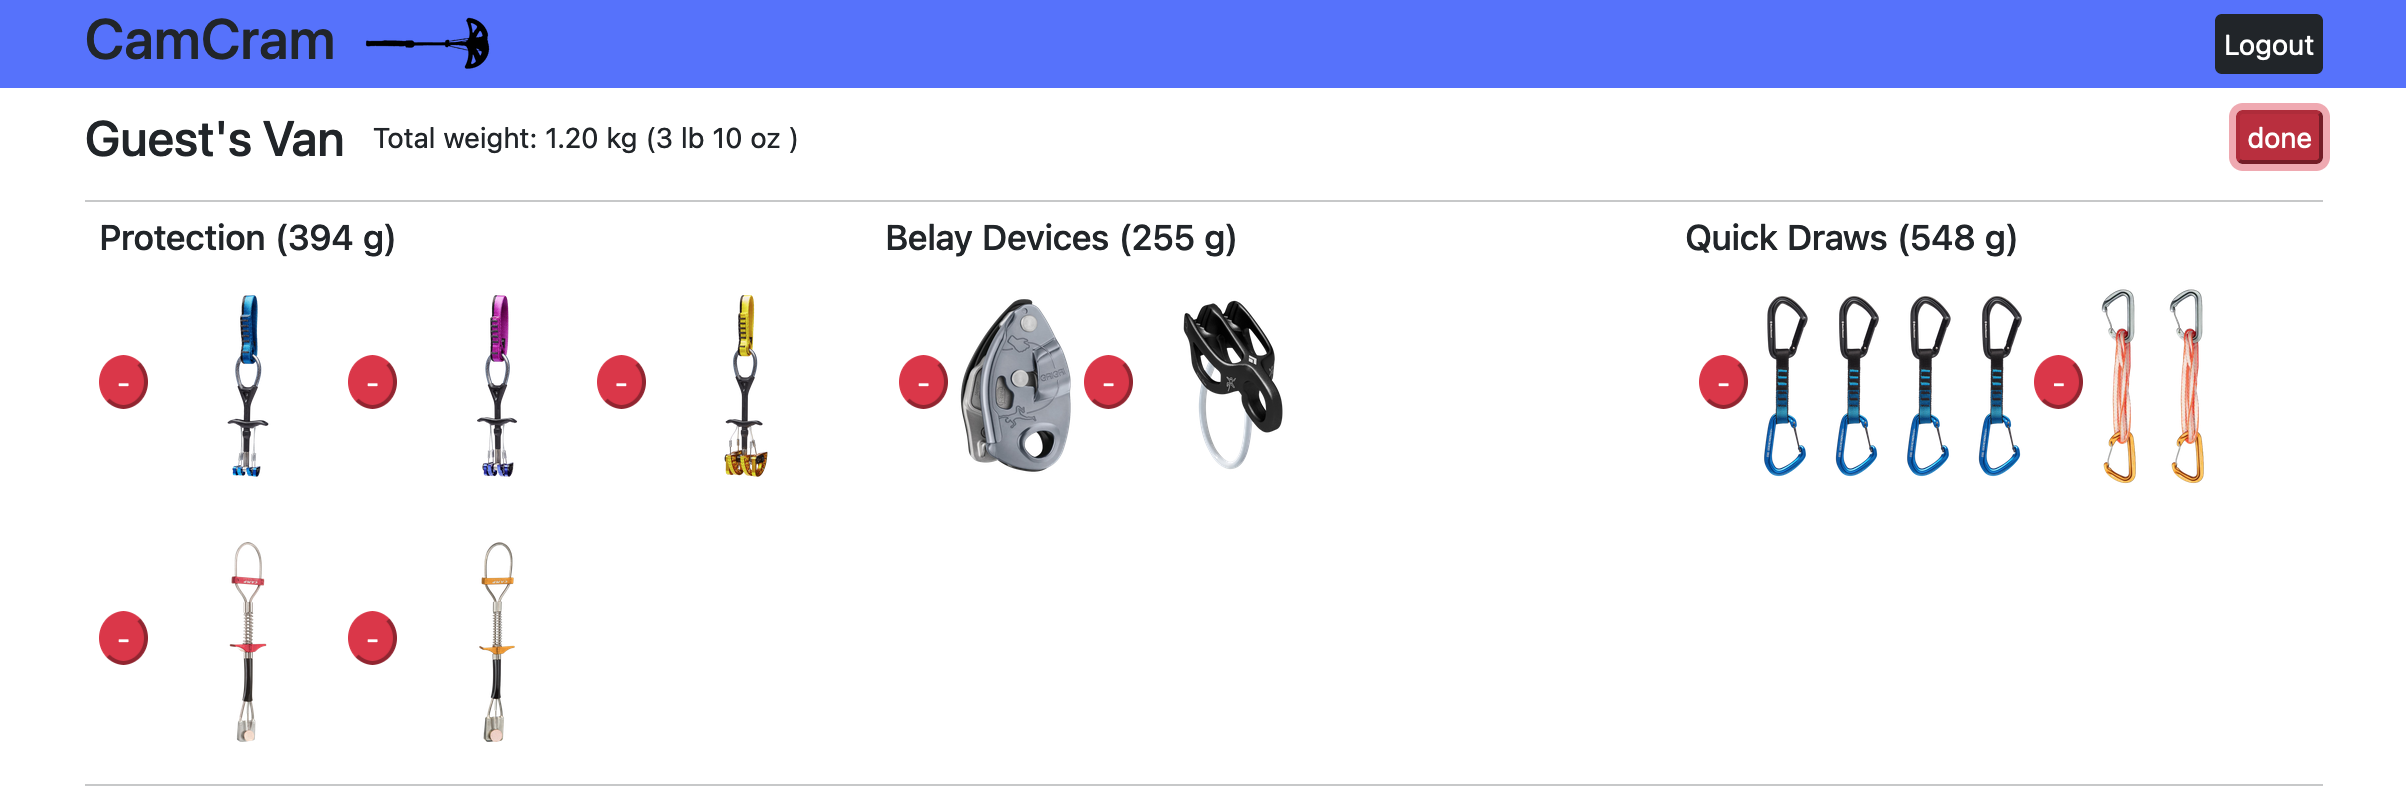 CamCram
Logout
Guest's Van
Total weight: 1.20 kg (3 lb 10 oz )
done
Protection (394 g)
Belay Devices (255 g)
Quick Draws (548 g)
-
-
-
-
-
-
-
-
-